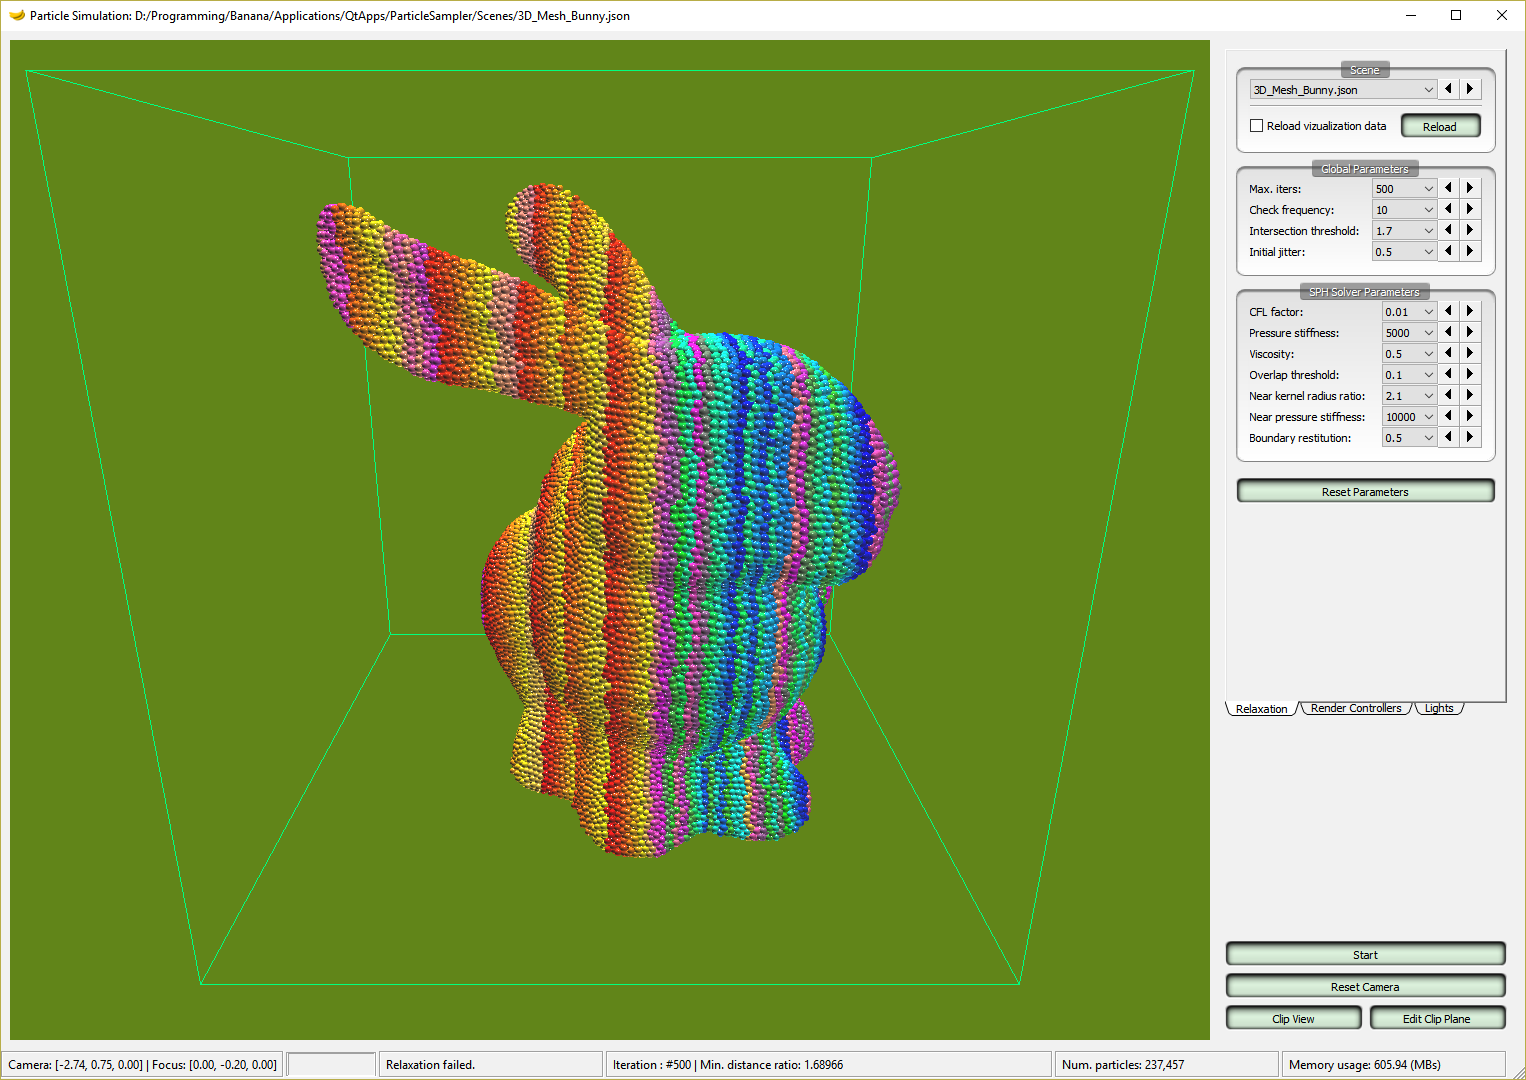 Particle Simulation: D:/Programming/Banana/Applications/QtApps/ParticleSampler/Scenes/3D_Mesh_Bunny.json
Scene
3D_Mesh_Bunny.json
Reload vizualization data Reload
Global Parameters
Max. iters: 500
Check frequency: 10
Intersection threshold: 1.7
Initial jitter: 0.5
SPH Solver Parameters
CFL factor: 0.01
Pressure stiffness: 5000
Viscosity: 0.5
Overlap threshold: 0.1
Near kernel radius ratio: 2.1
Near pressure stiffness: 10000
Boundary restitution: 0.5
Reset Parameters
Relaxation Render Controllers Lights
Start
Reset Camera
Clip View Edit Clip Plane
Camera: [-2.74, 0.75, 0.00] | Focus: [0.00, -0.20, 0.00] Relaxation failed. Iteration : #500 | Min. distance ratio: 1.68966 Num. particles: 237,457 Memory usage: 605.94 (MBs)